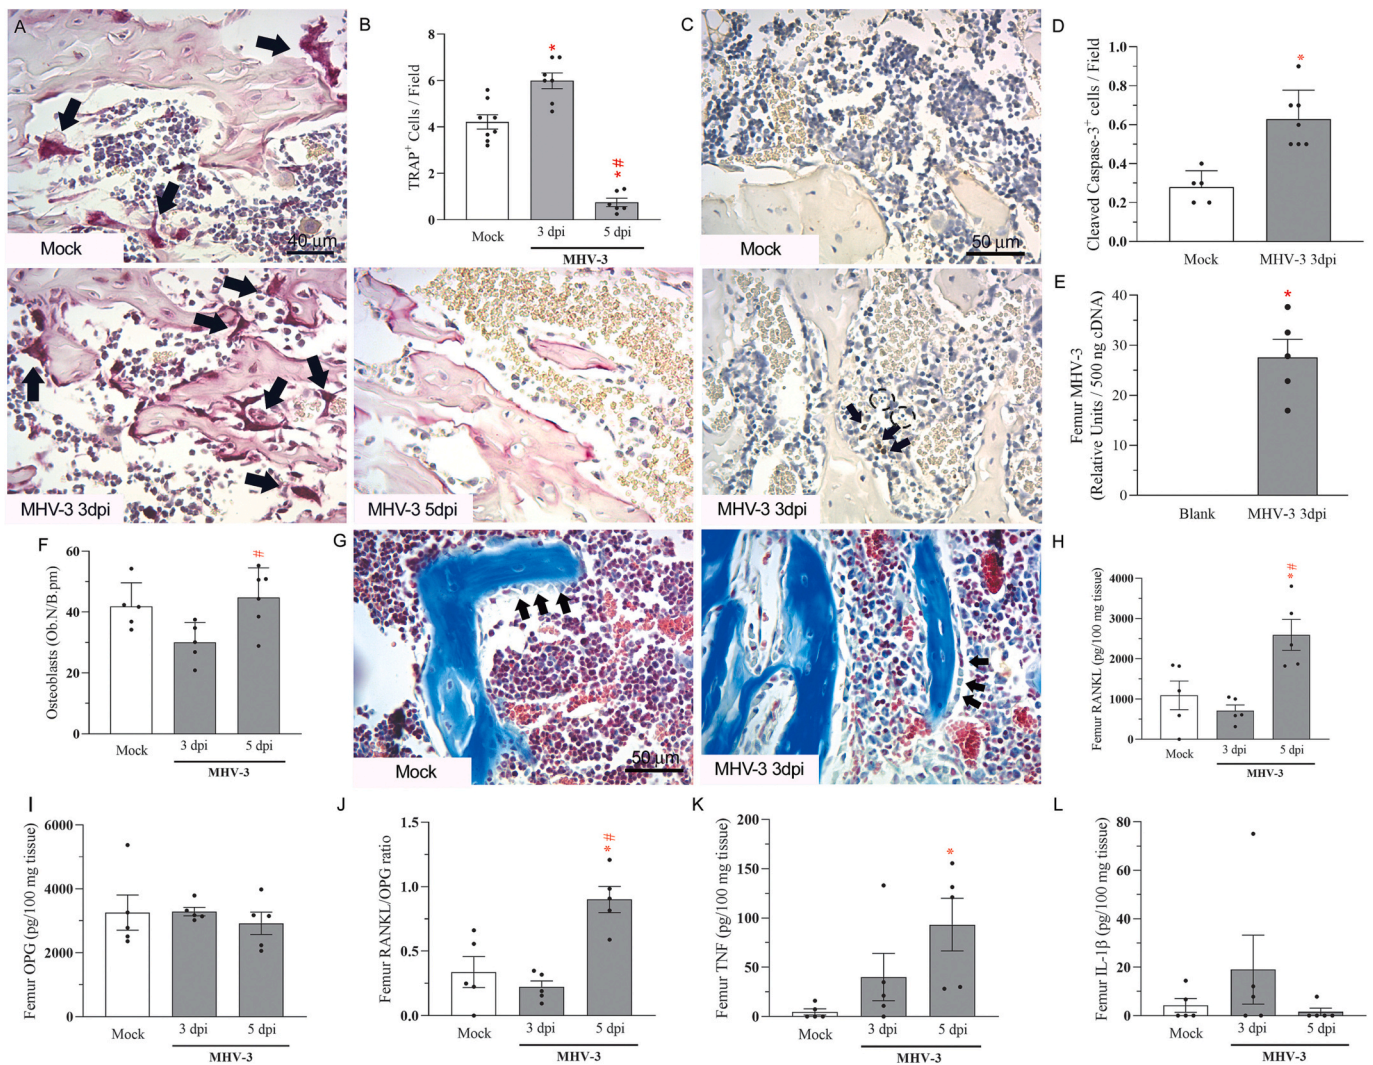 A
Mock
40 µm
B
TRAP+ Cells / Field
8
6
4
2
0
*
*#
Mock
3 dpi
5 dpi
MHV-3
C
Mock
50 µm
D
Cleaved Caspase-3+ cells / Field
1.0
0.8
0.6
0.4
0.2
0.0
*
Mock
MHV-3 3dpi
MHV-3 3dpi
MHV-3 5dpi
MHV-3 3dpi
E
Femur MHV-3
(Relative Units / 500 ng cDNA)
40
30
20
10
0
*
Blank
MHV-3 3dpi
F
Osteoblasts (Ob.N/B.pm)
60
40
20
0
#
Mock
3 dpi
5 dpi
MHV-3
G
Mock
50 µm
MHV-3 3dpi
H
Femur RANKL (pg/100 mg tissue)
4000
3000
2000
1000
0
*#
Mock
3 dpi
5 dpi
MHV-3
I
Femur OPG (pg/100 mg tissue)
6000
4000
2000
0
Mock
3 dpi
5 dpi
MHV-3
J
Femur RANKL/OPG ratio
1.5
1.0
0.5
0.0
*#
Mock
3 dpi
5 dpi
MHV-3
K
Femur TNF (pg/100 mg tissue)
200
150
100
50
0
*
Mock
3 dpi
5 dpi
MHV-3
L
Femur IL-1β (pg/100 mg tissue)
80
60
40
20
0
Mock
3 dpi
5 dpi
MHV-3